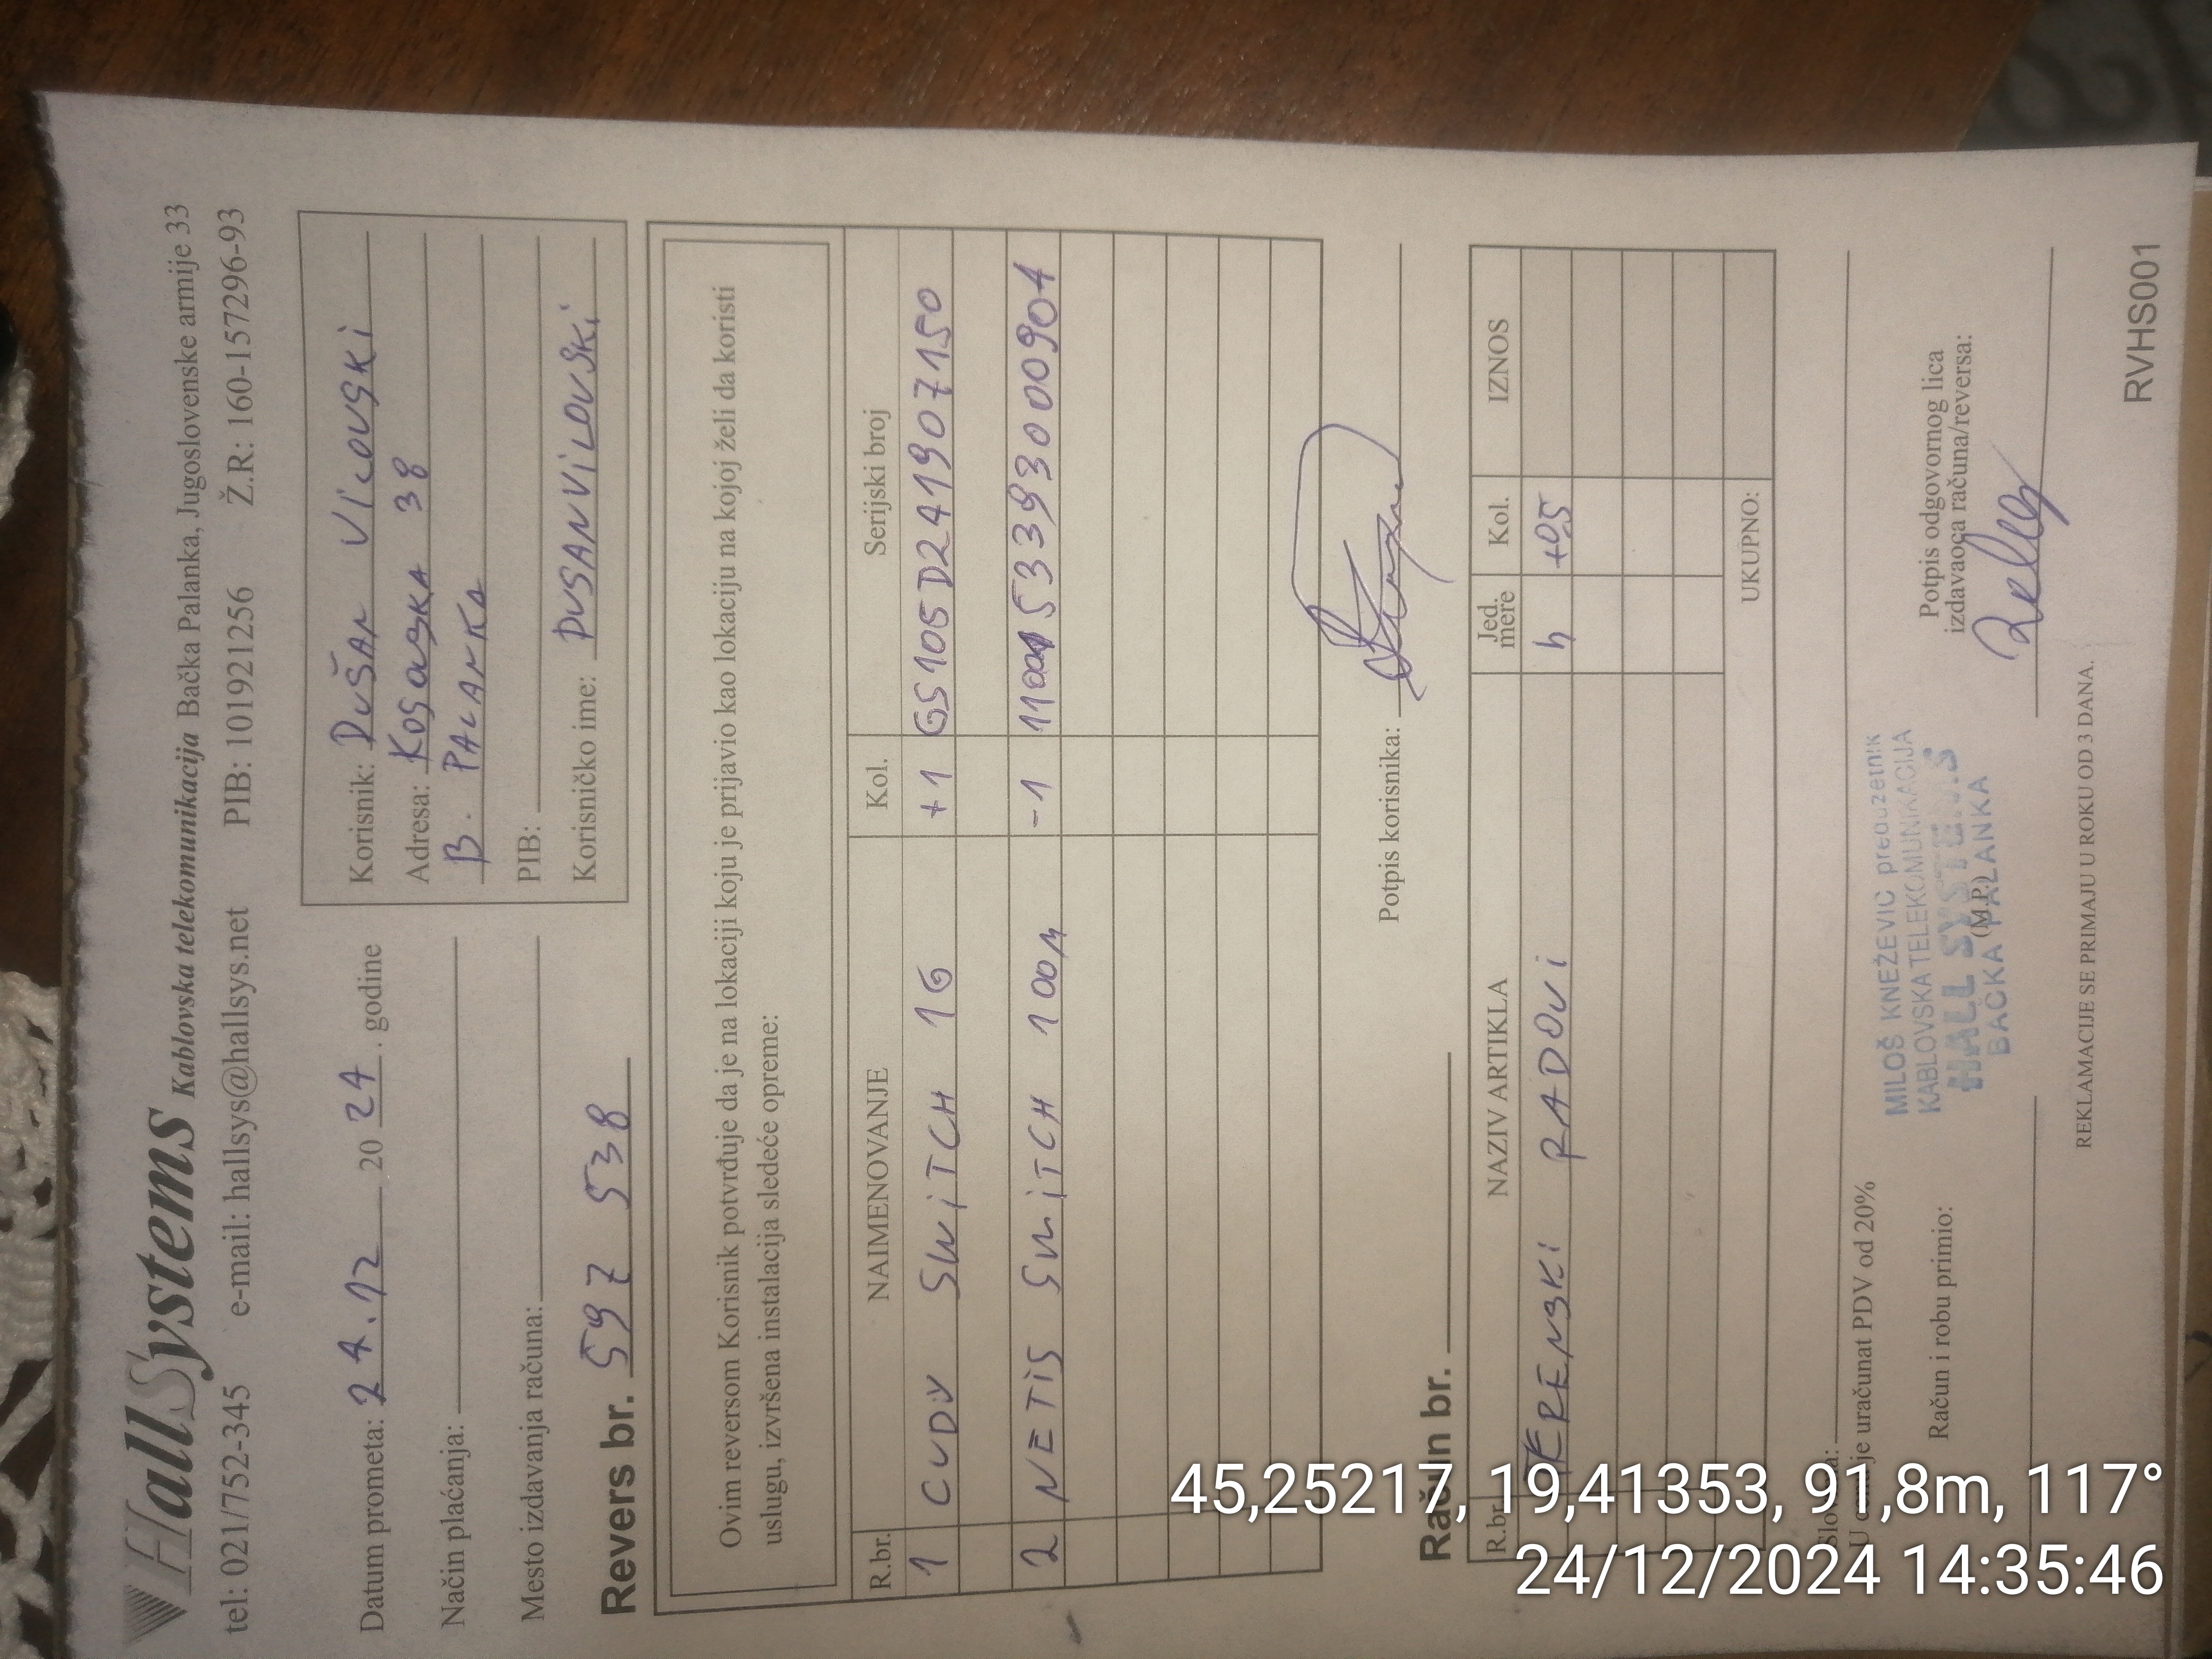 HallSystems Kablovska telekomunikacija Bačka Palanka, Jugoslovenske armije 33
tel: 021/752-345 e-mail: hallsys@hallsys.net PIB: 101921256 Ž.R: 160-157296-93
Datum prometa: 24.12 20 24. godine
Način plaćanja:
Mesto izdavanja računa:
Revers br. 597 538
Korisnik: DUŠAN VILOVSKI
Adresa: KOSOVSKA 38
B. PALANKA
PIB:
Korisničko ime: DUSANVILOVSKI
Ovim reversom Korisnik potvrđuje da je na lokaciji koju je prijavio kao lokaciju na kojoj želi da koristi
uslugu, izvršena instalacija sledeće opreme:
R.br. NAIMENOVANJE Kol. Serijski broj
1 CUDY SWITCH 1G +1 GS105D241907150
2 NETIS SWITCH 100M -1
Potpis korisnika:
Račun br.
R.br. NAZIV ARTIKLA Jed. mere Kol. IZNOS
TERENSKI RADOVI h +05
UKUPNO:
Slovima:
U cenu je uračunat PDV od 20%
Račun i robu primio:
MILOŠ KNEŽEVIĆ preduzetnik
KABLOVSKA TELEKOMUNIKACIJA
HALL SYSTEMS
(M.P.)
BAČKA PALANKA
Potpis odgovornog lica
izdavaoca računa/reversa:
REKLAMACIJE SE PRIMAJU U ROKU OD 3 DANA.
RVHS001
45,25217, 19,41353, 91,8m, 117°
24/12/2024 14:35:46